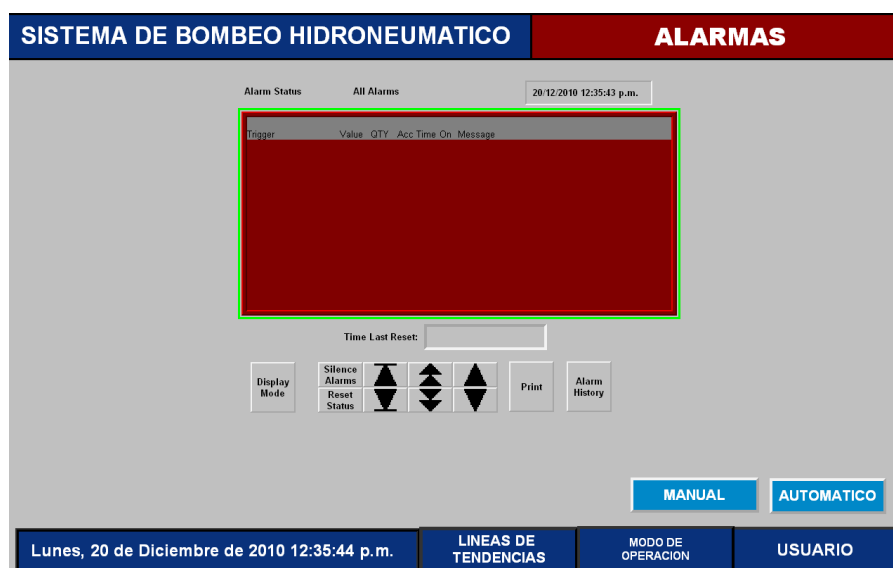 SISTEMA DE BOMBEO HIDRONEUMATICO
ALARMAS
Alarm Status
All Alarms
20/12/2010 12:35:43 p.m.
Trigger Value QTY Acc Time On Message
Time Last Reset:
Display
Mode
Silence
Alarms
Reset
Status
Print
Alarm
History
MANUAL
AUTOMATICO
Lunes, 20 de Diciembre de 2010 12:35:44 p.m.
LINEAS DE
TENDENCIAS
MODO DE
OPERACION
USUARIO